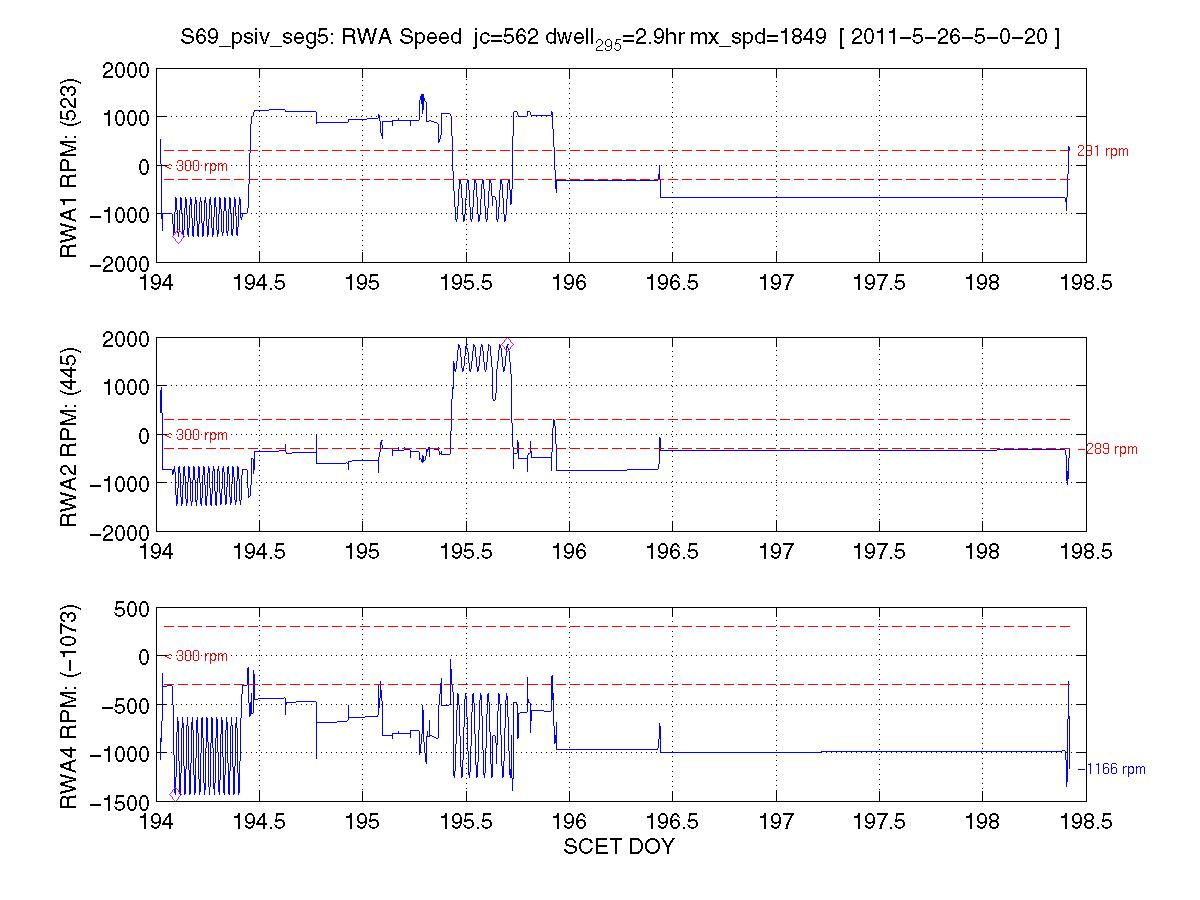 S69_psiv_seg5: RWA Speed jc=562 dwell295=2.9hr mx_spd=1849 [ 2011-5-26-5-0-20 ]
RWA1 RPM: (523)
2000
1000
0
-1000
-2000
< 300 rpm
231 rpm
194 194.5 195 195.5 196 196.5 197 197.5 198 198.5
RWA2 RPM: (445)
2000
1000
0
-1000
-2000
< 300 rpm
-289 rpm
194 194.5 195 195.5 196 196.5 197 197.5 198 198.5
RWA4 RPM: (-1073)
500
0
-500
-1000
-1500
< 300 rpm
-1166 rpm
194 194.5 195 195.5 196 196.5 197 197.5 198 198.5
SCET DOY